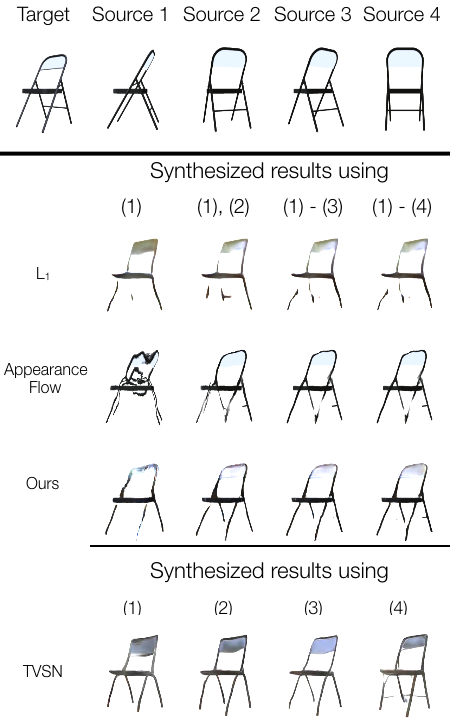 Target Source 1 Source 2 Source 3 Source 4
Synthesized results using
(1) (1), (2) (1) - (3) (1) - (4)
L₁
Appearance
Flow
Ours
Synthesized results using
(1) (2) (3) (4)
TVSN